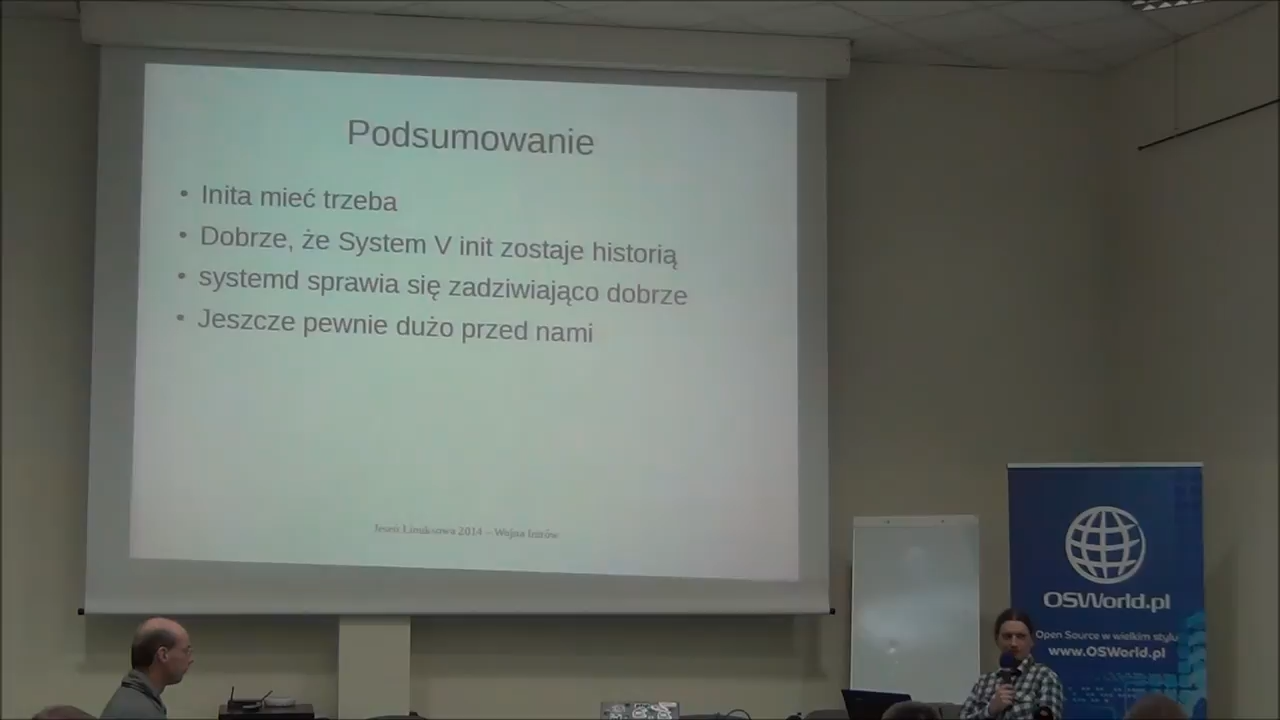 Podsumowanie
• Inita mieć trzeba
• Dobrze, że System V init zostaje historią
• systemd sprawia się zadziwiająco dobrze
• Jeszcze pewnie dużo przed nami
Jesień Linuksowa 2014 – Wojna Initów
OSWorld.pl
Open Source w wielkim stylu
www.OSWorld.pl